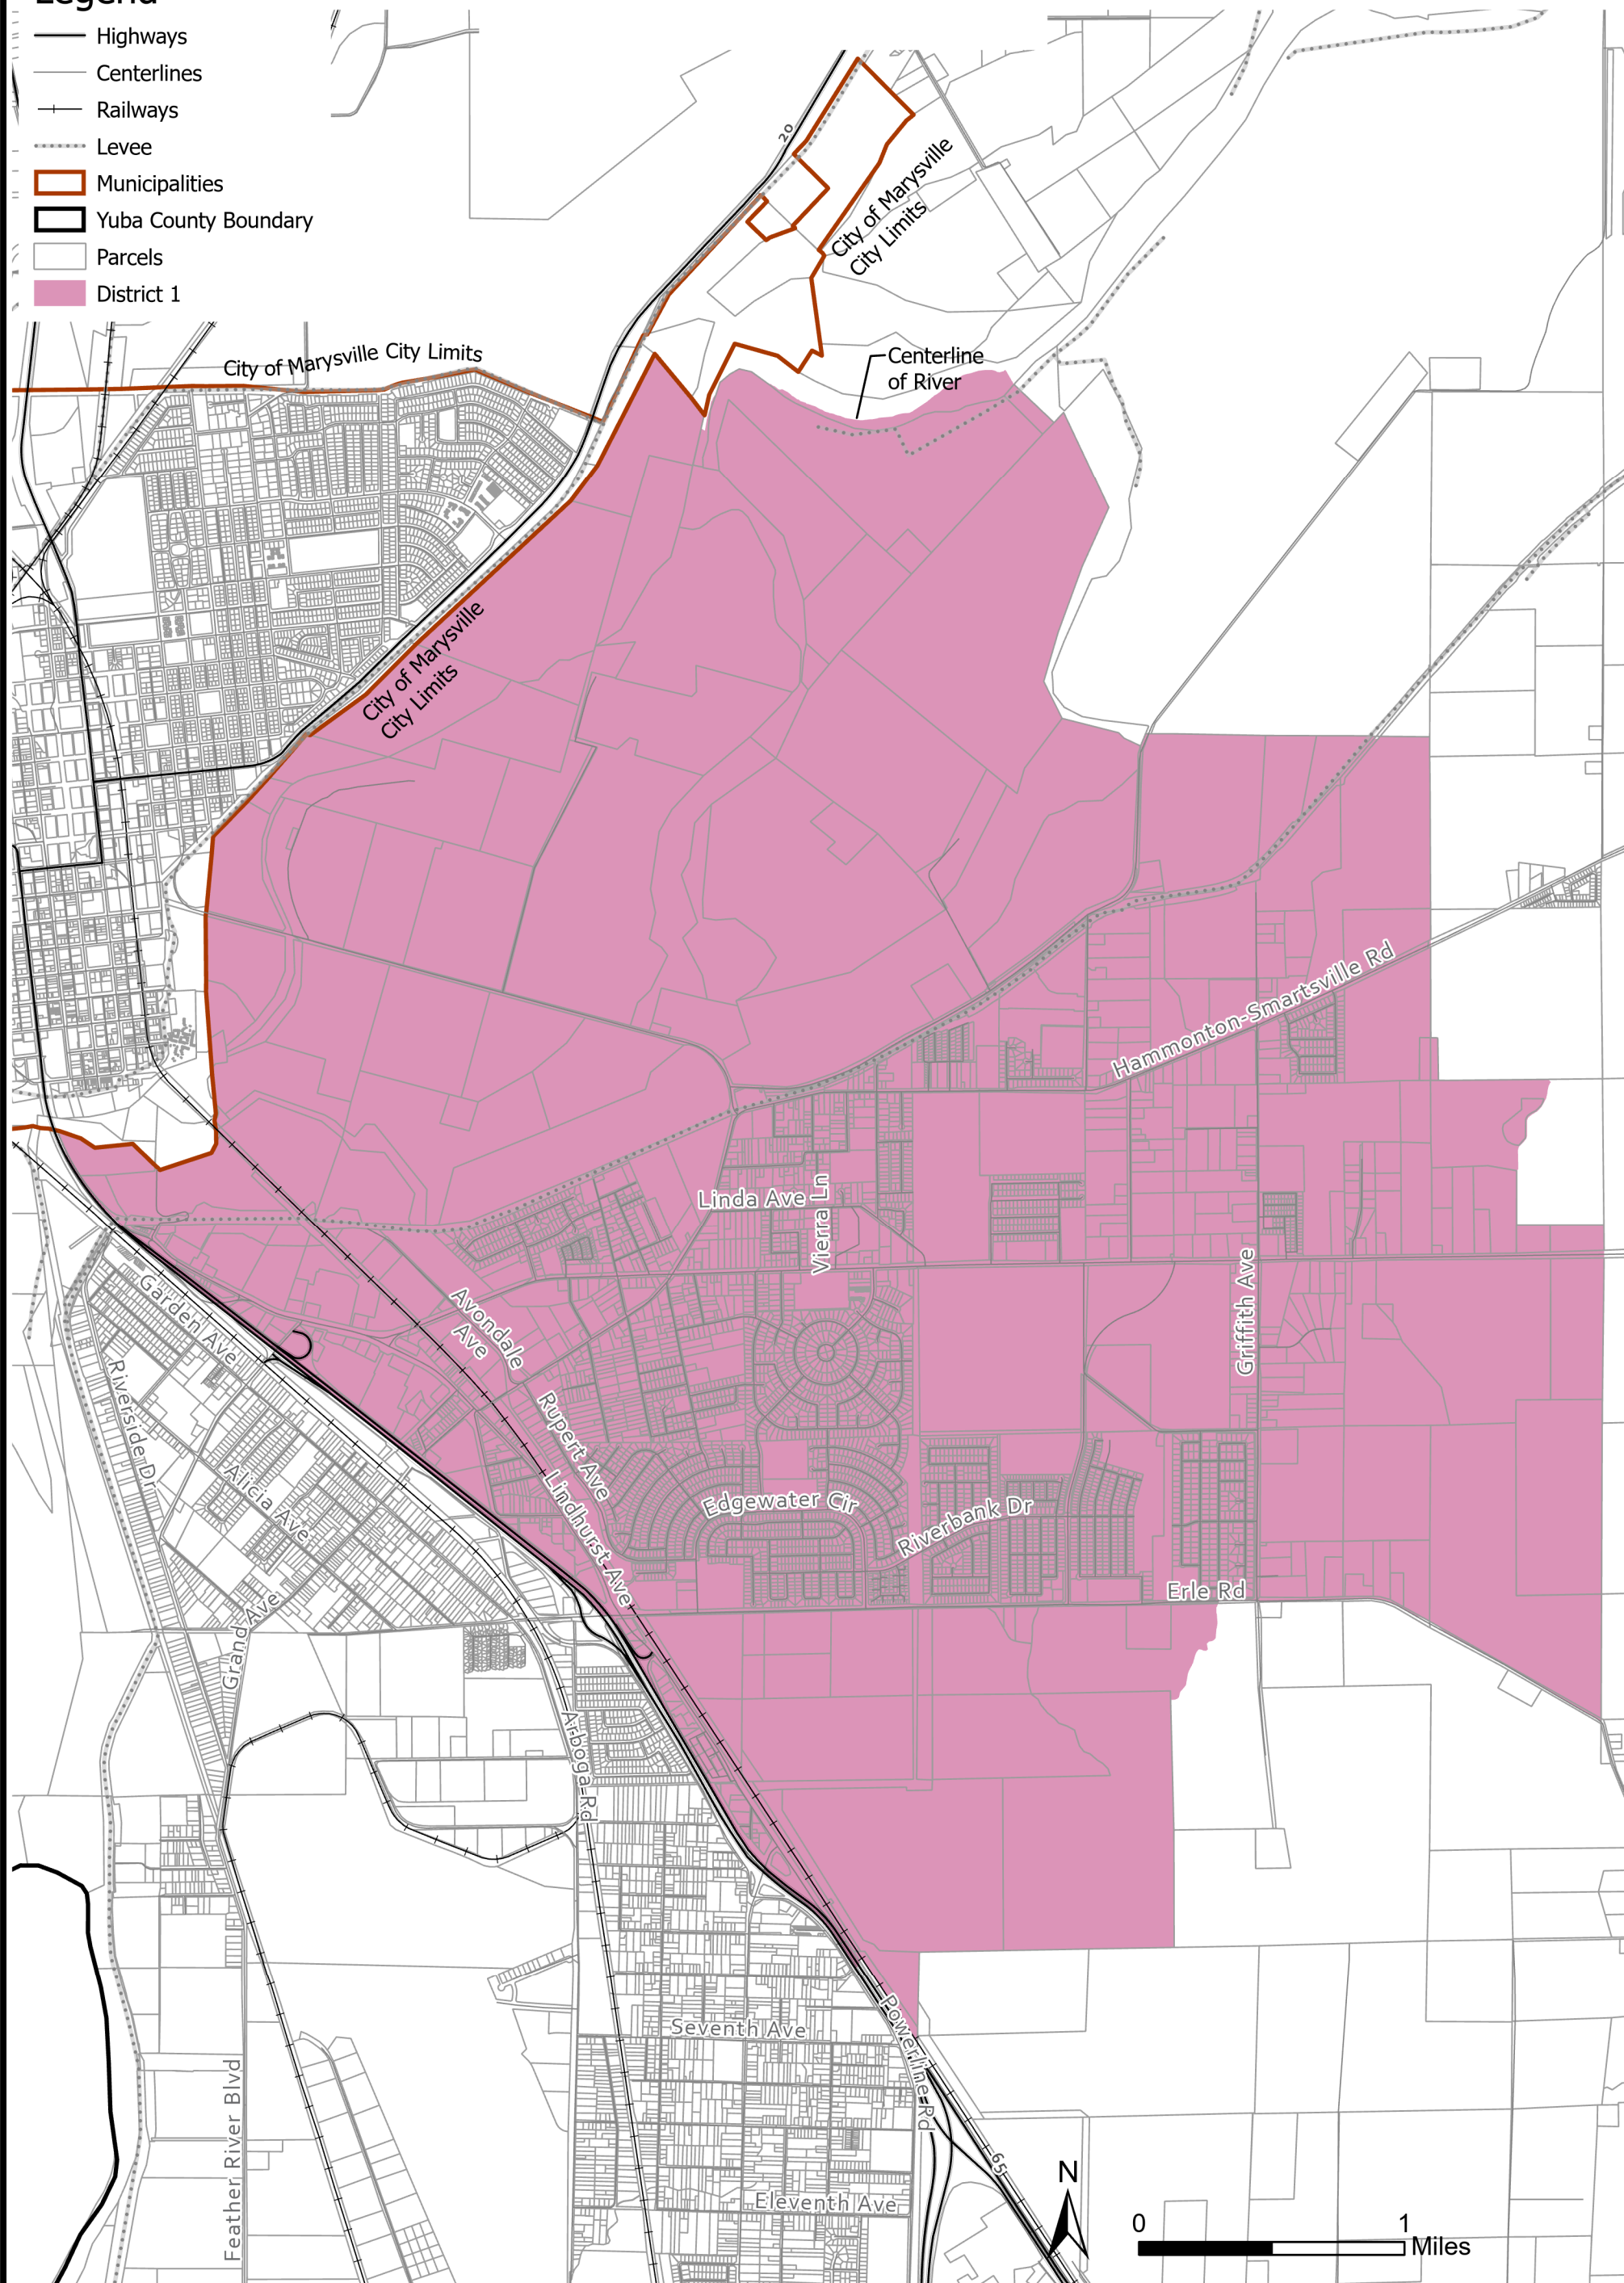 Legend
Highways
Centerlines
Railways
Levee
Municipalities
Yuba County Boundary
Parcels
District 1
20
City of Marysville
City Limits
City of Marysville City Limits
Centerline
of River
City of Marysville
City Limits
Hammonton-Smartsville Rd
Linda Ave
Vierra Ln
Griffith Ave
Garden Ave
Avondale
Ave
Riverside Dr
Rupert Ave
Alicia Ave
Lindhurst Ave
Edgewater Cir
Riverbank Dr
Erle Rd
Grand Ave
Arboga Rd
Seventh Ave
Powerline Rd
Feather River Blvd
65
Eleventh Ave
N
0 1
Miles